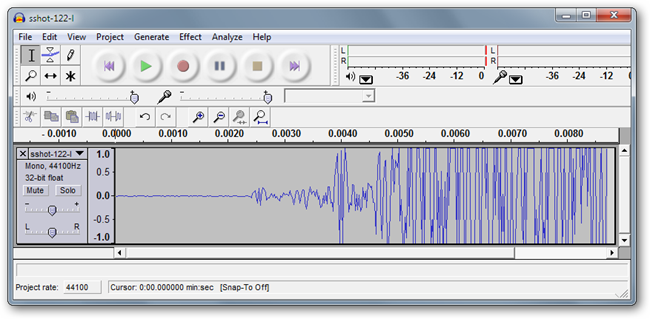 sshot-122-l
File Edit View Project Generate Effect Analyze Help
L
R
-36 -24 -12 0
L
R
-36 -24
- +
- +
- 0.0010 0.0000 0.0010 0.0020 0.0030 0.0040 0.0050 0.0060 0.0070 0.0080
sshot-122-l
Mono, 44100Hz
32-bit float
Mute Solo
- +
L R
1.0
0.5
0.0
-0.5
-1.0
Project rate: 44100 Cursor: 0:00.000000 min:sec [Snap-To Off]